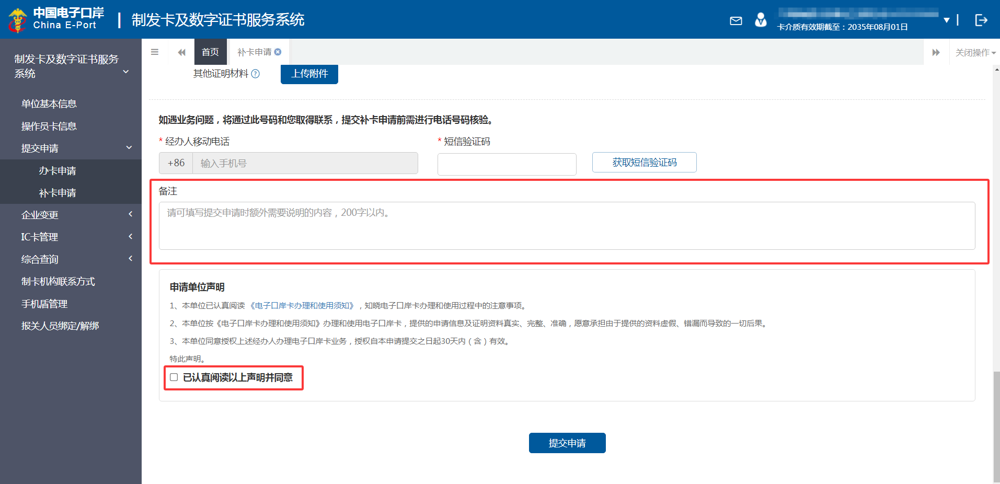 中国电子口岸
China E-Port
制发卡及数字证书服务系统
卡介质有效期截至：2035年08月01日
制发卡及数字证书服务
系统
单位基本信息
操作员卡信息
提交申请
办卡申请
补卡申请
企业变更
IC卡管理
综合查询
制卡机构联系方式
手机盾管理
报关人员绑定/解绑
首页
补卡申请
关闭操作
其他证明材料
上传附件
如遇业务问题，将通过此号码和您取得联系，提交补卡申请前需进行电话号码核验。
* 经办人移动电话
* 短信验证码
+86
输入手机号
获取短信验证码
备注
请可填写提交申请时额外需要说明的内容，200字以内。
申请单位声明
1、本单位已认真阅读 《电子口岸卡办理和使用须知》，知晓电子口岸卡办理和使用过程中的注意事项。
2、本单位按《电子口岸卡办理和使用须知》办理和使用电子口岸卡，提供的申请信息及证明资料真实、完整、准确，愿意承担由于提供的资料虚假、错漏而导致的一切后果。
3、本单位同意授权上述经办人办理电子口岸卡业务，授权自本申请提交之日起30天内（含）有效。
特此声明。
已认真阅读以上声明并同意
提交申请